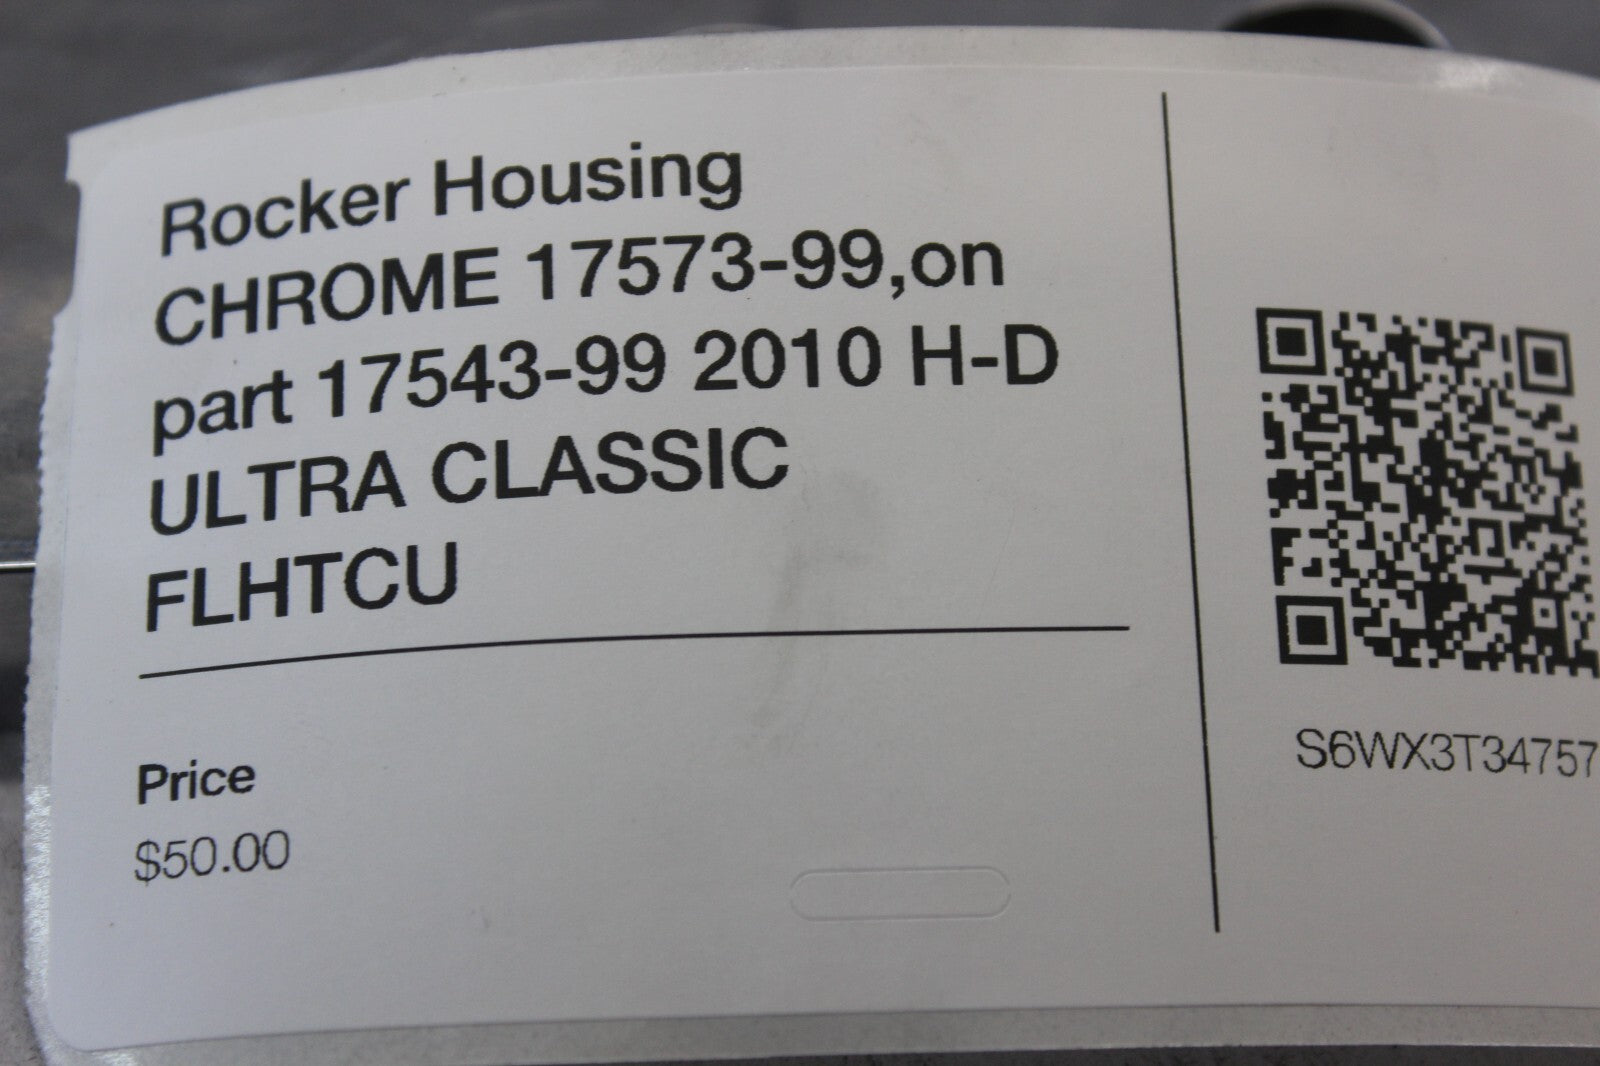 Rocker Housing
CHROME 17573-99,on
part 17543-99 2010 H-D
ULTRA CLASSIC
FLHTCU
Price
$50.00
S6WX3T34757